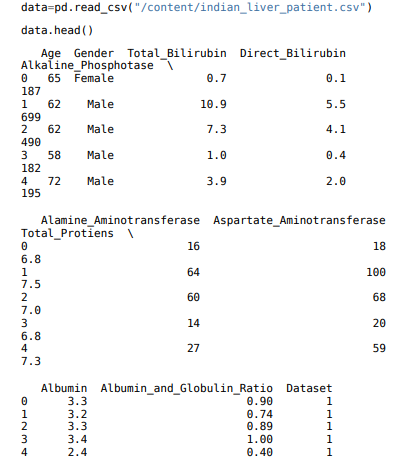 data=pd.read_csv("/content/indian_liver_patient.csv")
data.head()
   Age  Gender  Total_Bilirubin  Direct_Bilirubin
Alkaline_Phosphotase  \
0   65  Female              0.7               0.1
187
1   62    Male             10.9               5.5
699
2   62    Male              7.3               4.1
490
3   58    Male              1.0               0.4
182
4   72    Male              3.9               2.0
195
   Alamine_Aminotransferase  Aspartate_Aminotransferase
Total_Protiens  \
0                        16                          18
6.8
1                        64                         100
7.5
2                        60                          68
7.0
3                        14                          20
6.8
4                        27                          59
7.3
   Albumin  Albumin_and_Globulin_Ratio  Dataset
0      3.3                        0.90        1
1      3.2                        0.74        1
2      3.3                        0.89        1
3      3.4                        1.00        1
4      2.4                        0.40        1